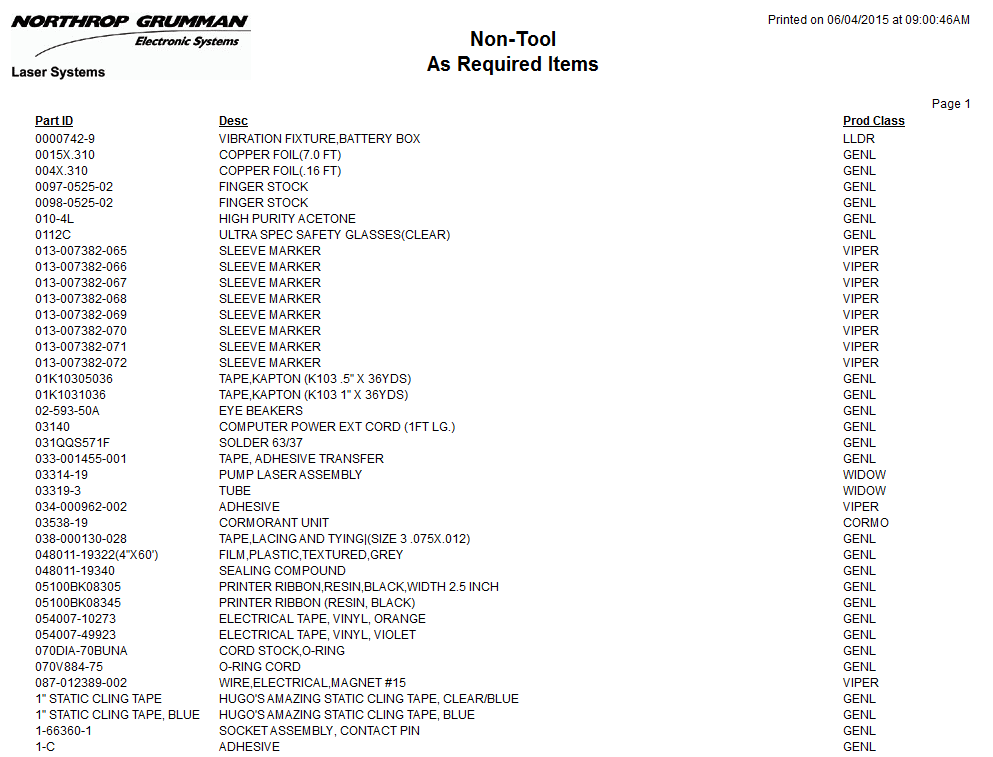 NORTHROP GRUMMAN
Electronic Systems
Laser Systems
Printed on 06/04/2015 at 09:00:46AM
Non-Tool
As Required Items
Page 1
Part ID Desc Prod Class
0000742-9 VIBRATION FIXTURE,BATTERY BOX LLDR
0015X.310 COPPER FOIL(7.0 FT) GENL
004X.310 COPPER FOIL(.16 FT) GENL
0097-0525-02 FINGER STOCK GENL
0098-0525-02 FINGER STOCK GENL
010-4L HIGH PURITY ACETONE GENL
0112C ULTRA SPEC SAFETY GLASSES(CLEAR) GENL
013-007382-065 SLEEVE MARKER VIPER
013-007382-066 SLEEVE MARKER VIPER
013-007382-067 SLEEVE MARKER VIPER
013-007382-068 SLEEVE MARKER VIPER
013-007382-069 SLEEVE MARKER VIPER
013-007382-070 SLEEVE MARKER VIPER
013-007382-071 SLEEVE MARKER VIPER
013-007382-072 SLEEVE MARKER VIPER
01K10305036 TAPE,KAPTON (K103 .5" X 36YDS) GENL
01K1031036 TAPE,KAPTON (K103 1" X 36YDS) GENL
02-593-50A EYE BEAKERS GENL
03140 COMPUTER POWER EXT CORD (1FT LG.) GENL
031QQS571F SOLDER 63/37 GENL
033-001455-001 TAPE, ADHESIVE TRANSFER GENL
03314-19 PUMP LASER ASSEMBLY WIDOW
03319-3 TUBE WIDOW
034-000962-002 ADHESIVE VIPER
03538-19 CORMORANT UNIT CORMO
038-000130-028 TAPE,LACING AND TYING|(SIZE 3 .075X.012) GENL
048011-19322(4"X60') FILM,PLASTIC,TEXTURED,GREY GENL
048011-19340 SEALING COMPOUND GENL
05100BK08305 PRINTER RIBBON,RESIN,BLACK,WIDTH 2.5 INCH GENL
05100BK08345 PRINTER RIBBON (RESIN, BLACK) GENL
054007-10273 ELECTRICAL TAPE, VINYL, ORANGE GENL
054007-49923 ELECTRICAL TAPE, VINYL, VIOLET GENL
070DIA-70BUNA CORD STOCK,O-RING GENL
070V884-75 O-RING CORD GENL
087-012389-002 WIRE,ELECTRICAL,MAGNET #15 VIPER
1" STATIC CLING TAPE HUGO'S AMAZING STATIC CLING TAPE, CLEAR/BLUE GENL
1" STATIC CLING TAPE, BLUE HUGO'S AMAZING STATIC CLING TAPE, BLUE GENL
1-66360-1 SOCKET ASSEMBLY, CONTACT PIN GENL
1-C ADHESIVE GENL